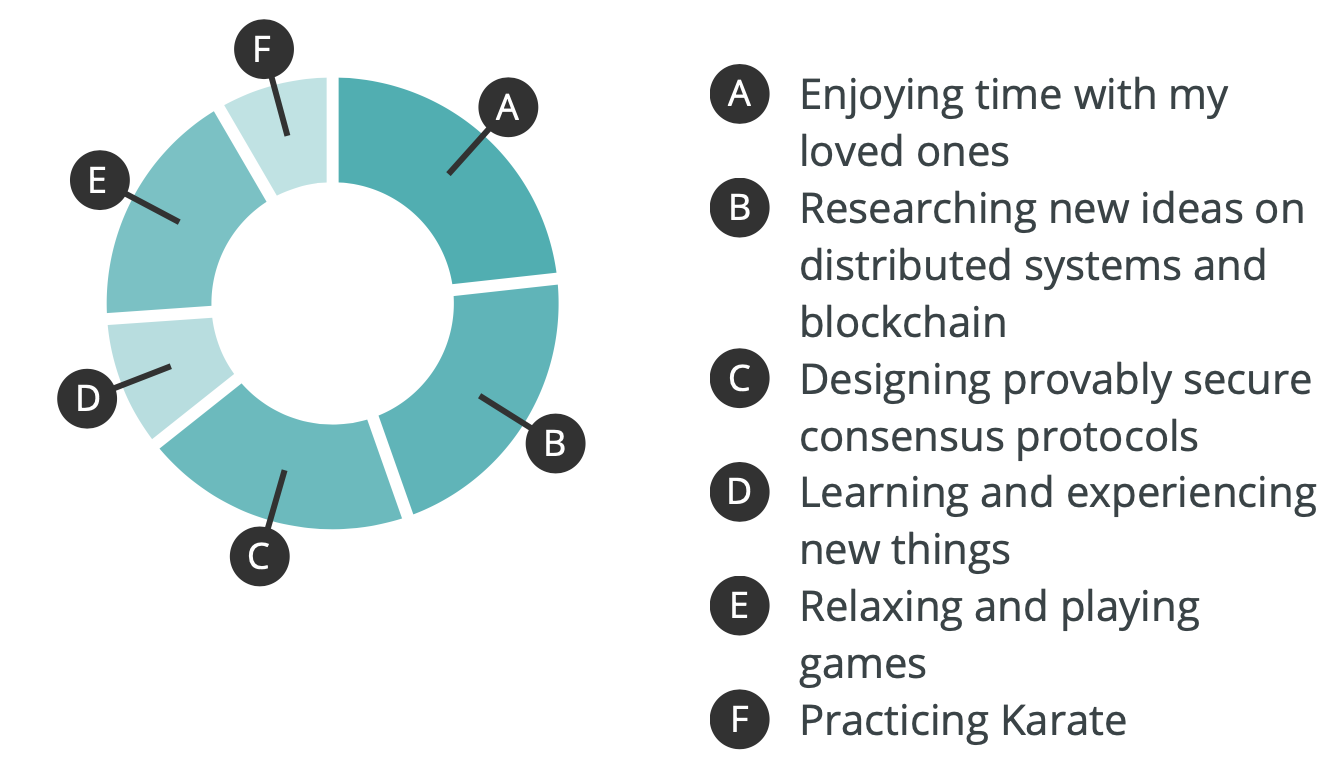 F
A
E
D
B
C
A Enjoying time with my
loved ones
B Researching new ideas on
distributed systems and
blockchain
C Designing provably secure
consensus protocols
D Learning and experiencing
new things
E Relaxing and playing
games
F Practicing Karate